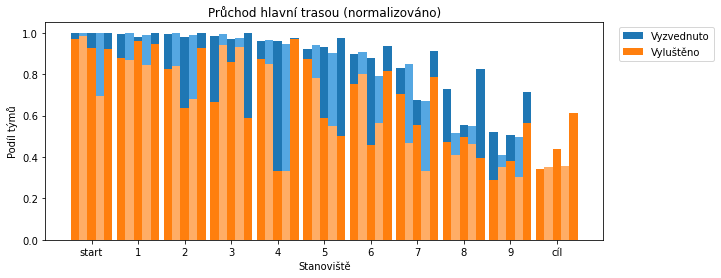 Průchod hlavní trasou (normalizováno)
1.0
0.8
0.6
0.4
0.2
0.0
Podíl týmů
start 1 2 3 4 5 6 7 8 9 cíl
Stanoviště
Vyzvednuto
Vyluštěno